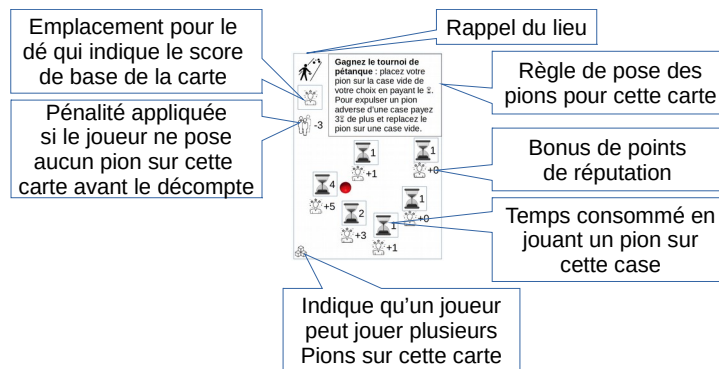 Emplacement pour le
dé qui indique le score
de base de la carte
Pénalité appliquée
si le joueur ne pose
aucun pion sur cette
carte avant le décompte
Rappel du lieu
Règle de pose des
pions pour cette carte
Bonus de points
de réputation
Temps consommé en
jouant un pion sur
cette case
Indique qu'un joueur
peut jouer plusieurs
Pions sur cette carte
Gagnez le tournoi de
pétanque : placez votre
pion sur la case vide de
votre choix en payant le ⌛.
Pour expulser un pion
adverse d'une case payez
3⌛ de plus et replacez le
pion sur une case vide.
-3
1
+1
1
+0
4
+5
2
+3
1
+1
1
+0